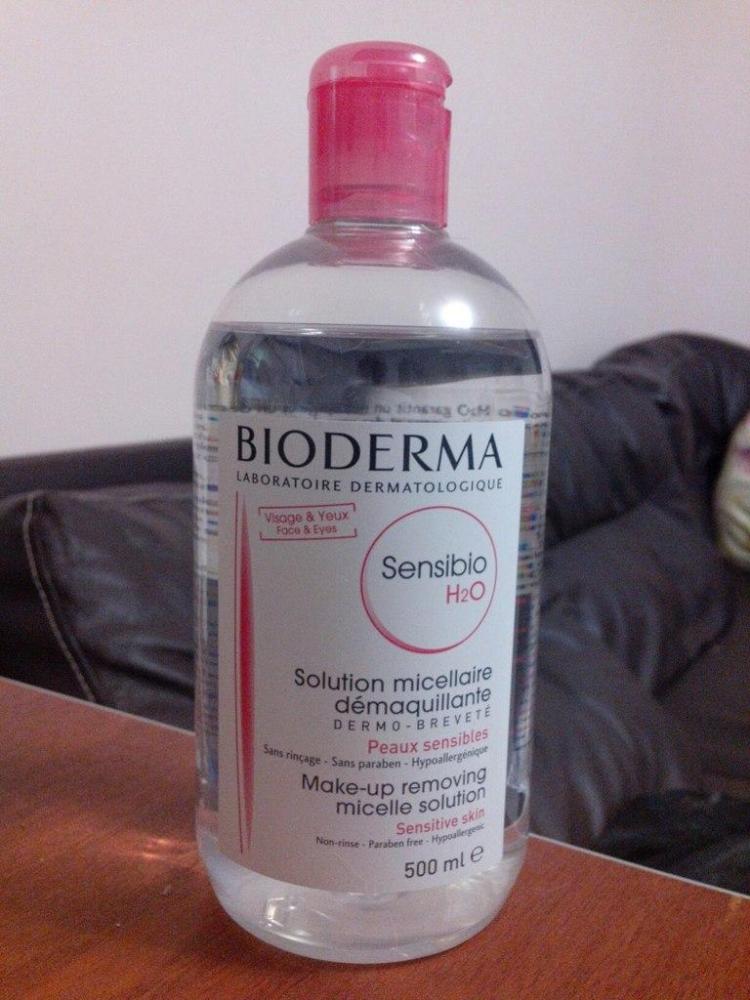 BIODERMA
LABORATOIRE DERMATOLOGIQUE
Visage & Yeux
Face & Eyes
Sensibio
H2O
Solution micellaire
démaquillante
DERMO-BREVETÉ
Peaux sensibles
Sans rinçage - Sans paraben - Hypoallergénique
Make-up removing
micelle solution
Sensitive skin
Non-rinse - Paraben free - Hypoallergenic
500 ml ℮